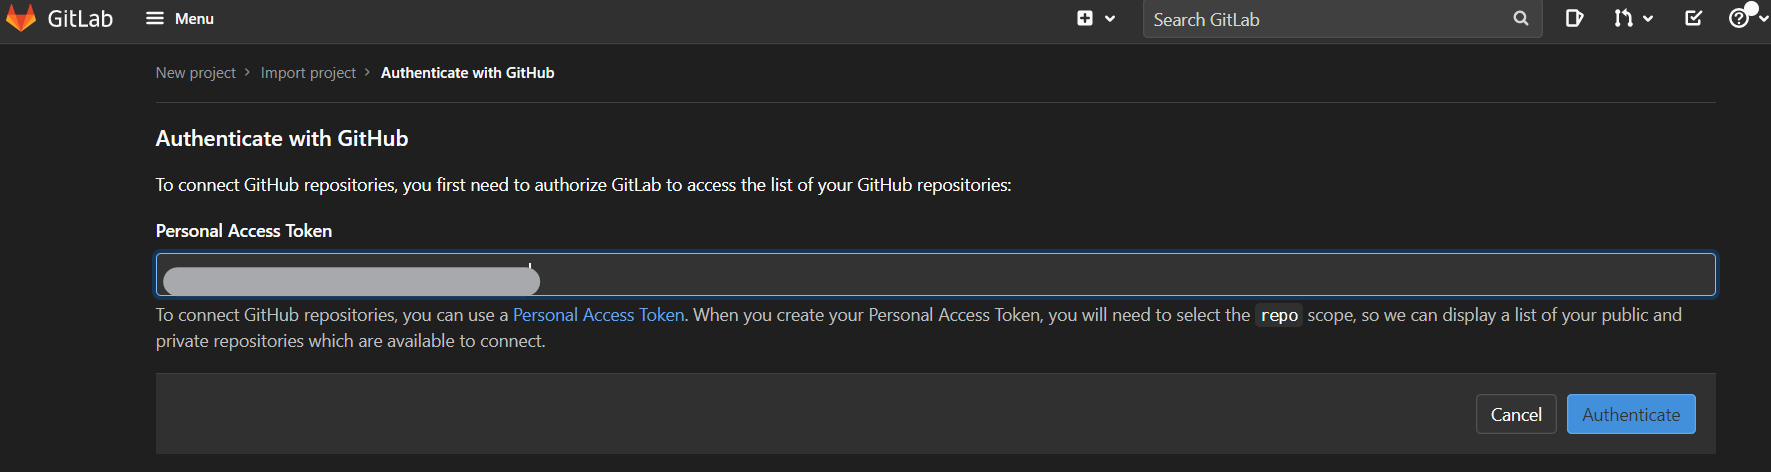 GitLab Menu Search GitLab
New project > Import project > Authenticate with GitHub
Authenticate with GitHub
To connect GitHub repositories, you first need to authorize GitLab to access the list of your GitHub repositories:
Personal Access Token
To connect GitHub repositories, you can use a Personal Access Token. When you create your Personal Access Token, you will need to select the repo scope, so we can display a list of your public and
private repositories which are available to connect.
Cancel Authenticate